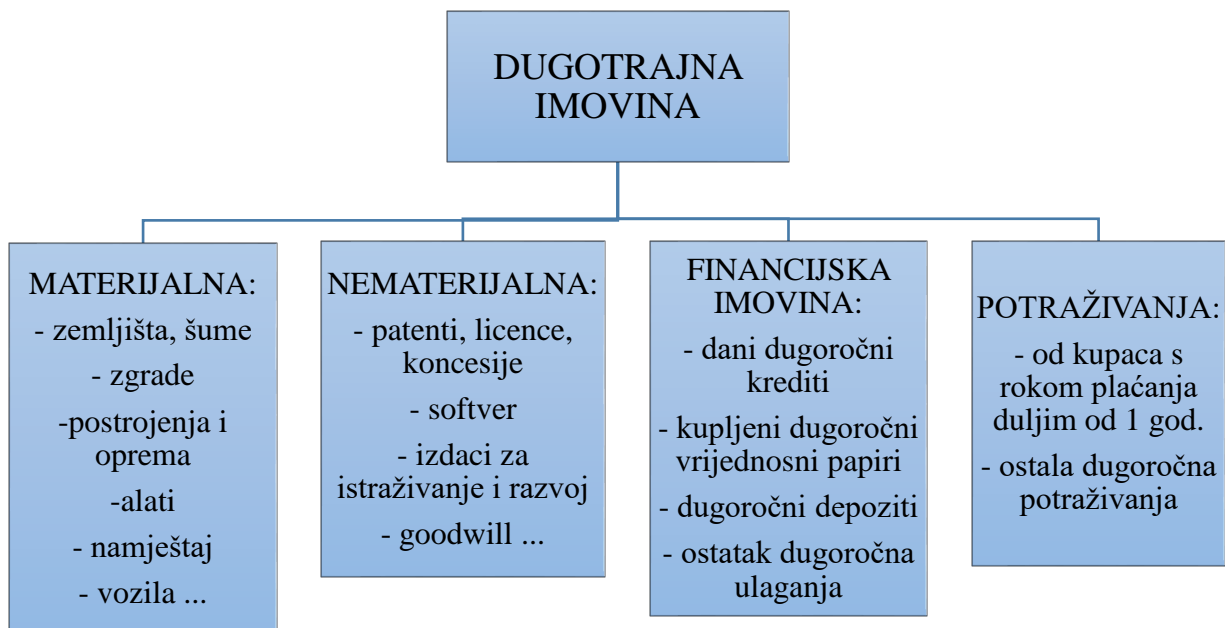 DUGOTRAJNA
IMOVINA
MATERIJALNA:
- zemljišta, šume
- zgrade
-postrojenja i
oprema
-alati
- namještaj
- vozila ...
NEMATERIJALNA:
- patenti, licence,
koncesije
- softver
- izdaci za
istraživanje i razvoj
- goodwill ...
FINANCIJSKA
IMOVINA:
- dani dugoročni
krediti
- kupljeni dugoročni
vrijednosni papiri
- dugoročni depoziti
- ostatak dugoročna
ulaganja
POTRAŽIVANJA:
- od kupaca s
rokom plaćanja
duljim od 1 god.
- ostala dugoročna
potraživanja